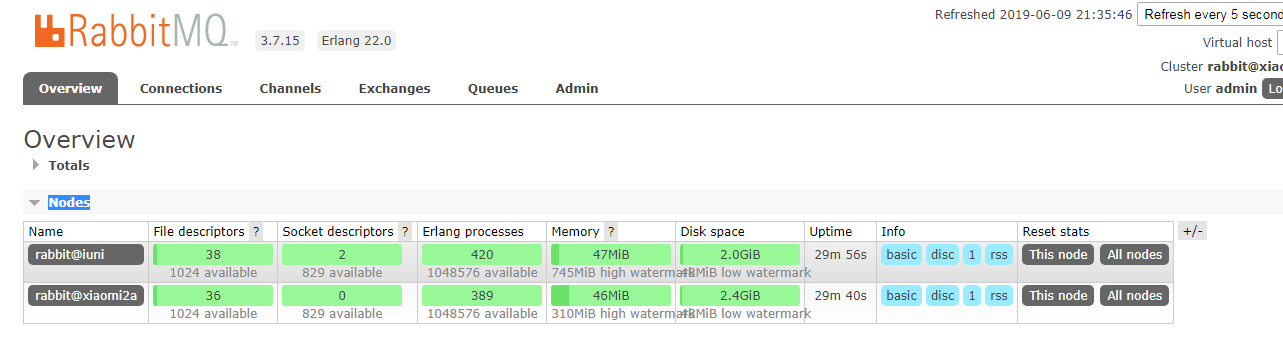 Refreshed 2019-06-09 21:35:46 Refresh every 5 second
RabbitMQ TM 3.7.15 Erlang 22.0
Virtual host
Cluster rabbit@xiao
Overview Connections Channels Exchanges Queues Admin User admin Lo
Overview
Totals
Nodes
Name File descriptors ? Socket descriptors ? Erlang processes Memory ? Disk space Uptime Info Reset stats +/-
rabbit@iuni 38 2 420 47MiB 2.0GiB 29m 56s basic disc 1 rss This node All nodes
1024 available 829 available 1048576 available 745MiB high watermark 48MiB low watermark
rabbit@xiaomi2a 36 0 389 46MiB 2.4GiB 29m 40s basic disc 1 rss This node All nodes
1024 available 829 available 1048576 available 310MiB high watermark 48MiB low watermark